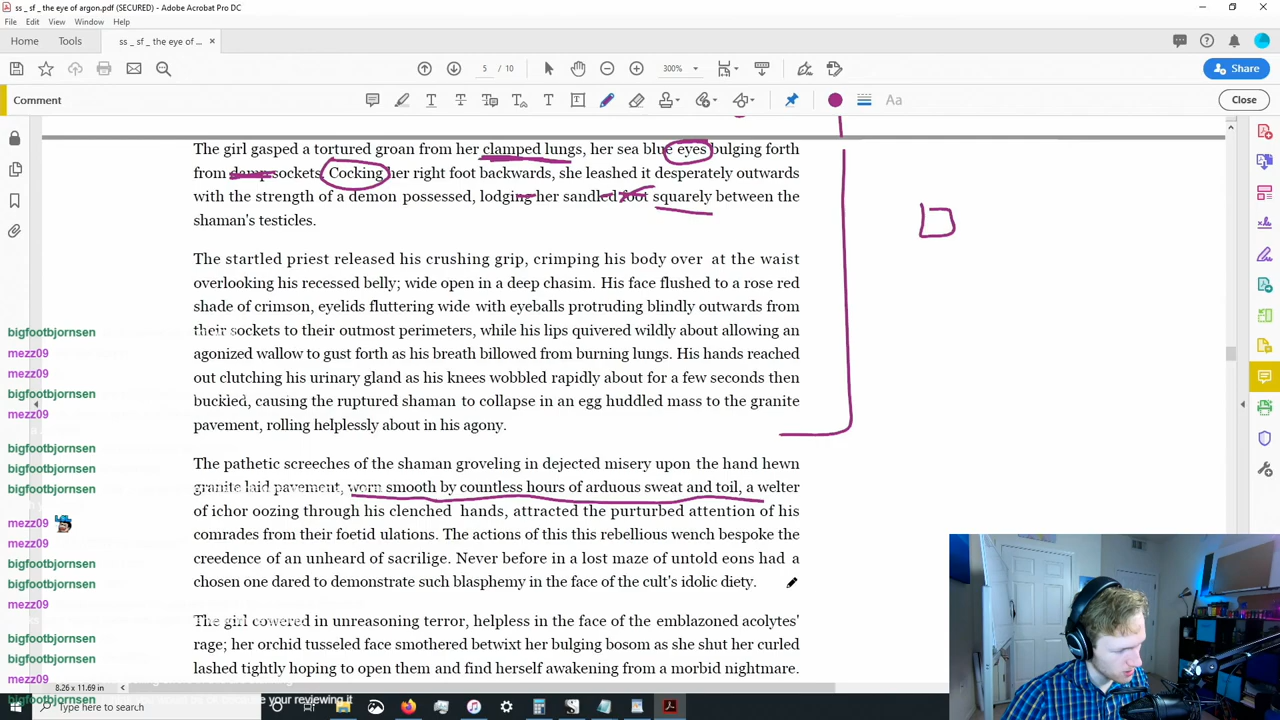 ss _ sf _ the eye of argon.pdf (SECURED) - Adobe Acrobat Pro DC
File Edit View Window Help
Home Tools ss _ sf _ the eye of ... ×
5 / 10 300% Share
Comment Aa Close
The girl gasped a tortured groan from her clamped lungs, her sea blue eyes bulging forth
from damp sockets. Cocking her right foot backwards, she leashed it desperately outwards
with the strength of a demon possessed, lodging her sandled foot squarely between the
shaman's testicles.
The startled priest released his crushing grip, crimping his body over at the waist
overlooking his recessed belly; wide open in a deep chasim. His face flushed to a rose red
shade of crimson, eyelids fluttering wide with eyeballs protruding blindly outwards from
their sockets to their outmost perimeters, while his lips quivered wildly about allowing an
agonized wallow to gust forth as his breath billowed from burning lungs. His hands reached
out clutching his urinary gland as his knees wobbled rapidly about for a few seconds then
buckled, causing the ruptured shaman to collapse in an egg huddled mass to the granite
pavement, rolling helplessly about in his agony.
The pathetic screeches of the shaman groveling in dejected misery upon the hand hewn
granite laid pavement, worn smooth by countless hours of arduous sweat and toil, a welter
of ichor oozing through his clenched hands, attracted the purturbed attention of his
comrades from their foetid ulations. The actions of this this rebellious wench bespoke the
creedence of an unheard of sacrilige. Never before in a lost maze of untold eons had a
chosen one dared to demonstrate such blasphemy in the face of the cult's idolic diety.
The girl cowered in unreasoning terror, helpless in the face of the emblazoned acolytes'
rage; her orchid tusseled face smothered betwixt her bulging bosom as she shut her curled
lashed tightly hoping to open them and find herself awakening from a morbid nightmare.
bigfootbjornsen
mezz09
mezz09
bigfootbjornsen
mezz09
bigfootbjornsen
bigfootbjornsen
bigfootbjornsen
mezz09
mezz09
bigfootbjornsen
bigfootbjornsen
mezz09
bigfootbjornsen
bigfootbjornsen
mezz09
bigfootbjornsen because your reviewing it
8.26 x 11.69 in
Type here to search